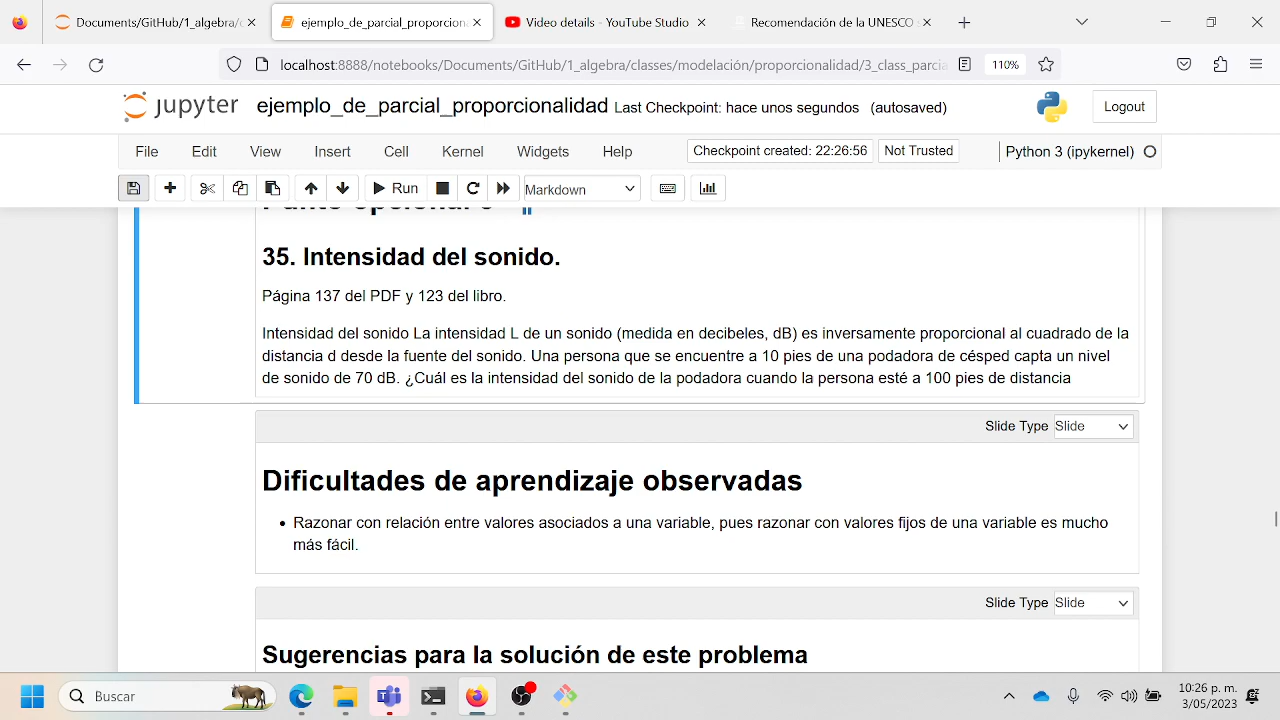 Documents/GitHub/1_algebra/c
ejemplo_de_parcial_proporcion
Video details - YouTube Studio
Recomendación de la UNESCO
localhost:8888/notebooks/Documents/GitHub/1_algebra/classes/modelación/proporcionalidad/3_class_parcia
110%
jupyter ejemplo_de_parcial_proporcionalidad Last Checkpoint: hace unos segundos (autosaved)
Logout
File Edit View Insert Cell Kernel Widgets Help
Checkpoint created: 22:26:56
Not Trusted
Python 3 (ipykernel)
Run
Markdown
35. Intensidad del sonido.
Página 137 del PDF y 123 del libro.
Intensidad del sonido La intensidad L de un sonido (medida en decibeles, dB) es inversamente proporcional al cuadrado de la
distancia d desde la fuente del sonido. Una persona que se encuentre a 10 pies de una podadora de césped capta un nivel
de sonido de 70 dB. ¿Cuál es la intensidad del sonido de la podadora cuando la persona esté a 100 pies de distancia
Slide Type Slide
Dificultades de aprendizaje observadas
• Razonar con relación entre valores asociados a una variable, pues razonar con valores fijos de una variable es mucho
más fácil.
Slide Type Slide
Sugerencias para la solución de este problema
Buscar
10:26 p. m.
3/05/2023